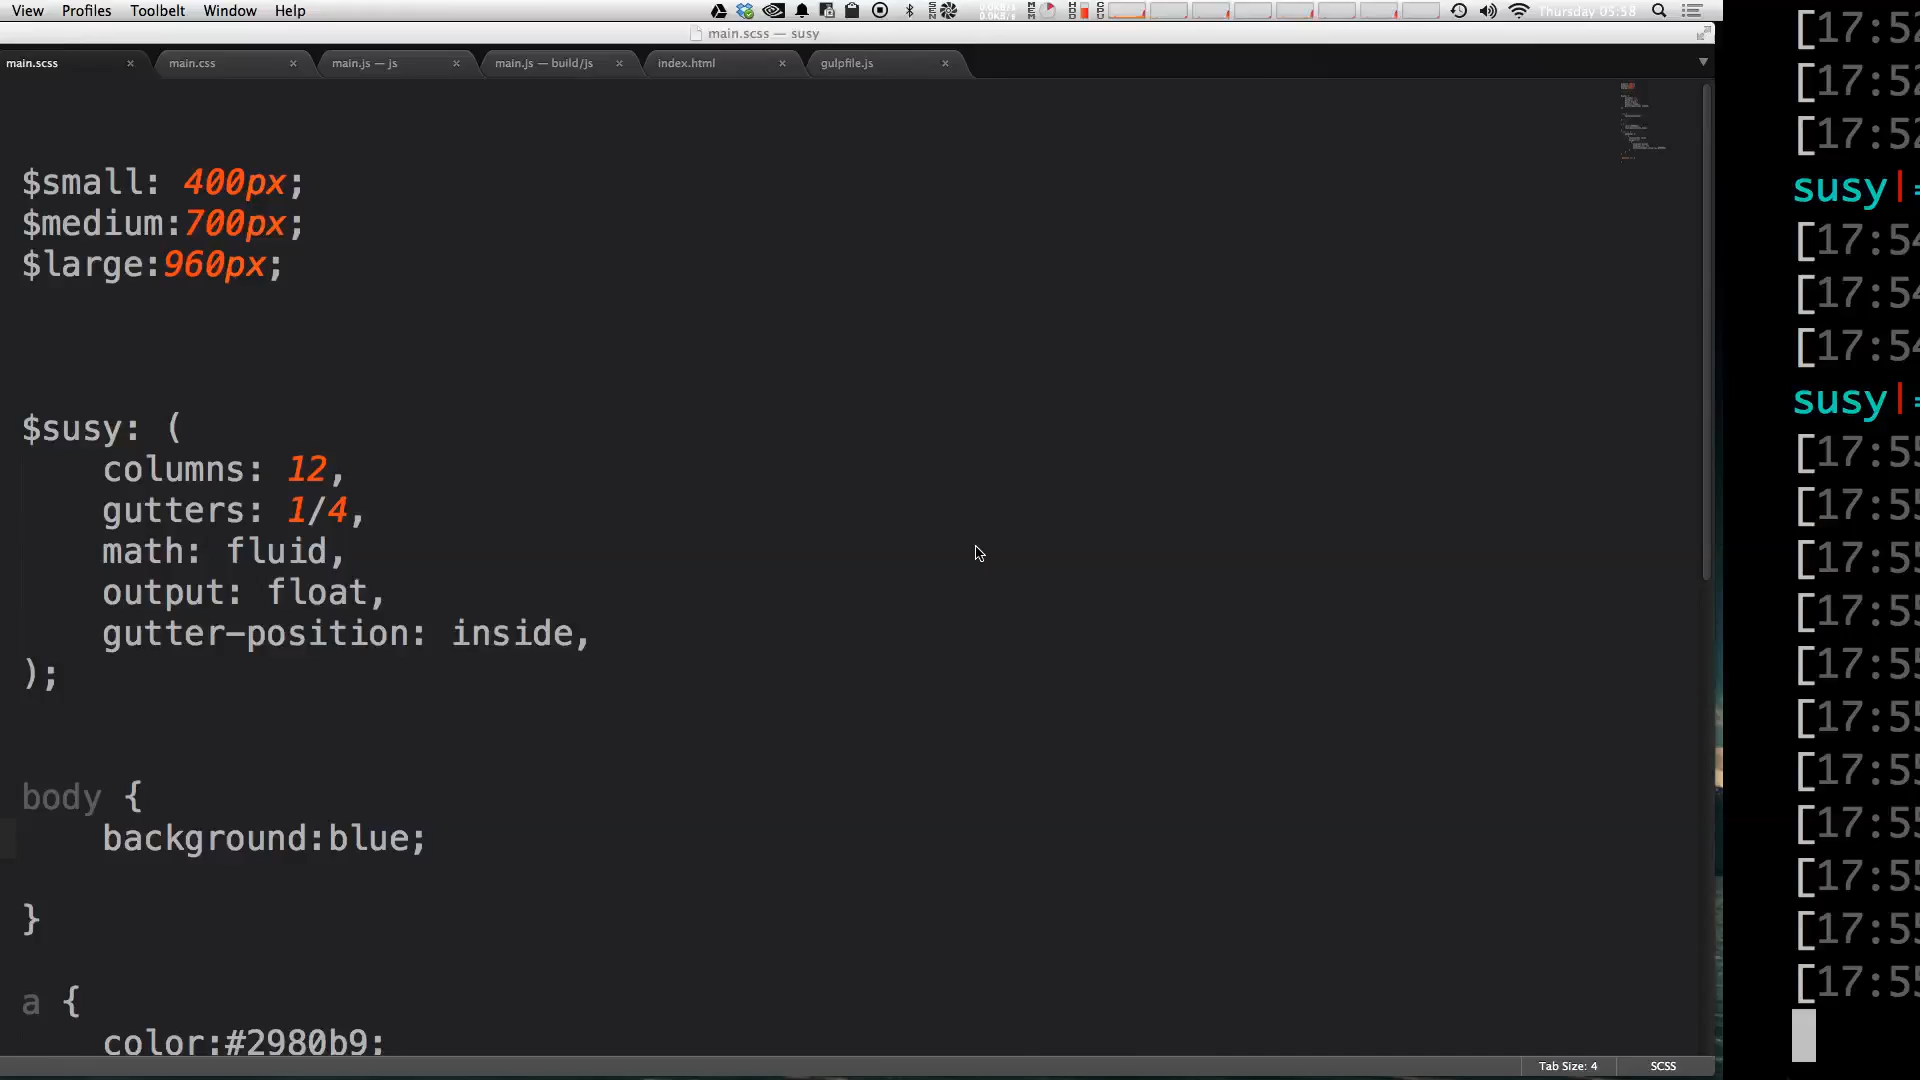 View Profiles Toolbelt Window Help Thursday 05:58
main.scss — susy
main.scss main.css main.js — js main.js — build/js index.html gulpfile.js
$small: 400px;
$medium:700px;
$large:960px;
$susy: (
columns: 12,
gutters: 1/4,
math: fluid,
output: float,
gutter-position: inside,
);
body {
background:blue;
}
a {
color:#2980b9;
Tab Size: 4 SCSS
[17:52
[17:52
[17:52
susy|=
[17:54
[17:54
[17:54
susy|=
[17:55
[17:55
[17:55
[17:55
[17:55
[17:55
[17:55
[17:55
[17:55
[17:55
[17:55